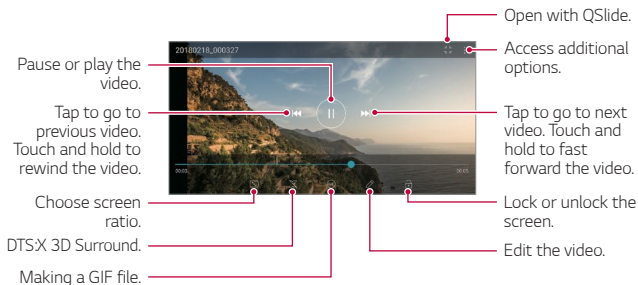 Open with QSlide.
20180218_000327
Access additional
options.
Pause or play the
video.
Tap to go to
previous video.
Touch and hold to
rewind the video.
Tap to go to next
video. Touch and
hold to fast
forward the video.
00:03
Choose screen
ratio.
Lock or unlock the
screen.
DTS:X 3D Surround.
Edit the video.
Making a GIF file.